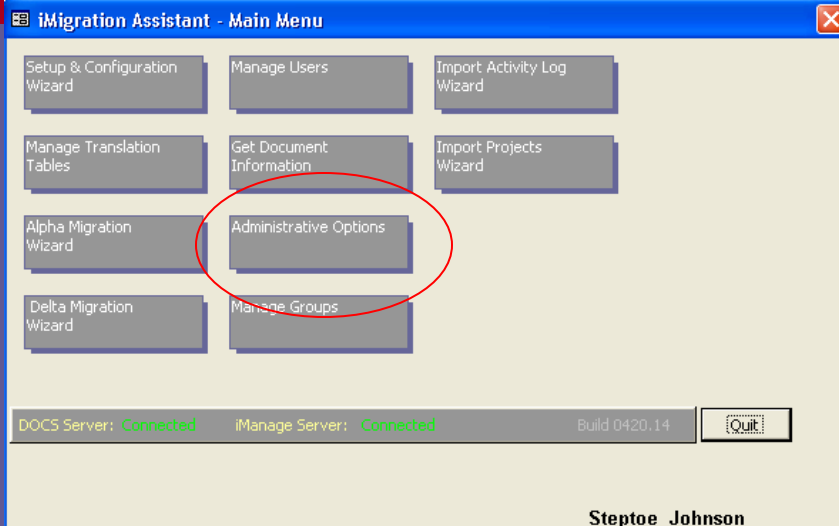 iMigration Assistant - Main Menu
Setup & Configuration
Wizard
Manage Users
Import Activity Log
Wizard
Manage Translation
Tables
Get Document
Information
Import Projects
Wizard
Alpha Migration
Wizard
Administrative Options
Delta Migration
Wizard
Manage Groups
DOCS Server: Connected iManage Server: Connected Build 0420.14 Quit
Steptoe Johnson